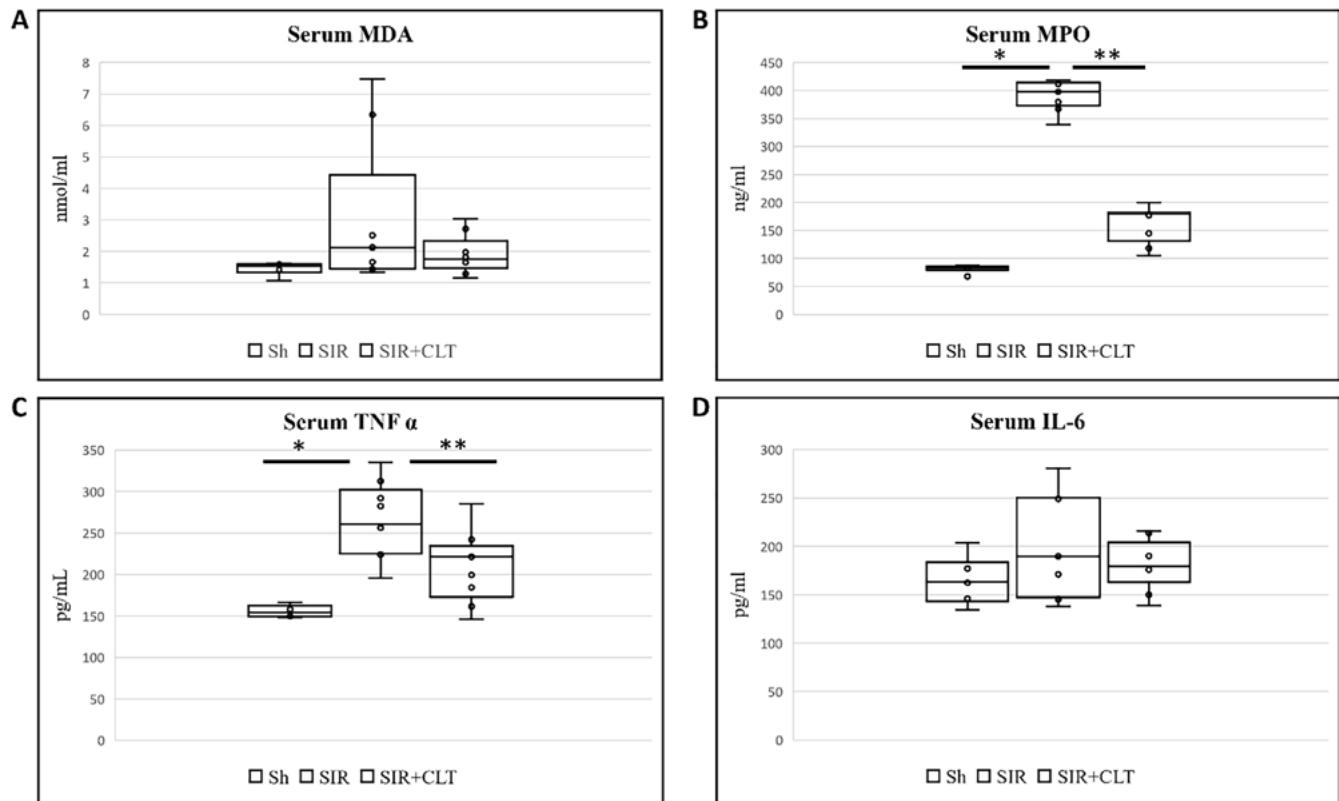 A
Serum MDA
8
7
6
5
4
3
2
1
0
nmol/ml
Sh SIR SIR+CLT
B
Serum MPO
* **
450
400
350
300
250
200
150
100
50
0
ng/ml
Sh SIR SIR+CLT
C
Serum TNF α
* **
350
300
250
200
150
100
50
0
pg/mL
Sh SIR SIR+CLT
D
Serum IL-6
300
250
200
150
100
50
0
pg/ml
Sh SIR SIR+CLT